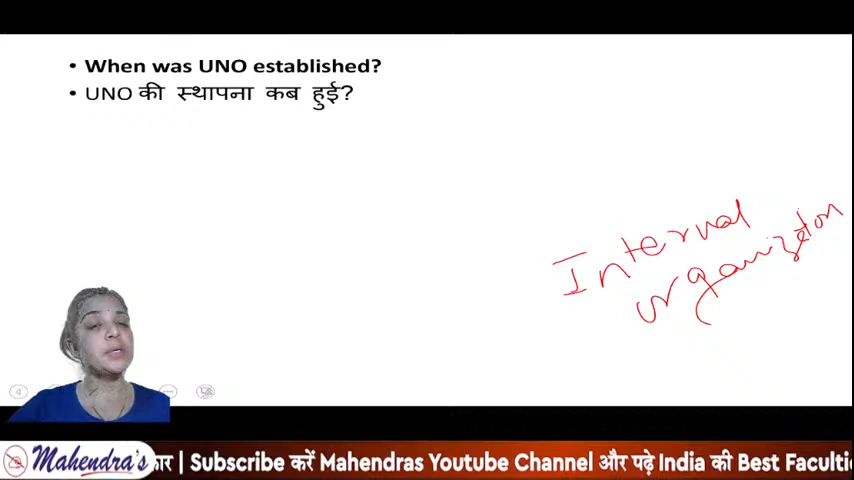 • When was UNO established?
• UNO की स्थापना कब हुई?
Internal
organization
Mahendra's
कार | Subscribe करें Mahendras Youtube Channel और पढ़े India की Best Faculti